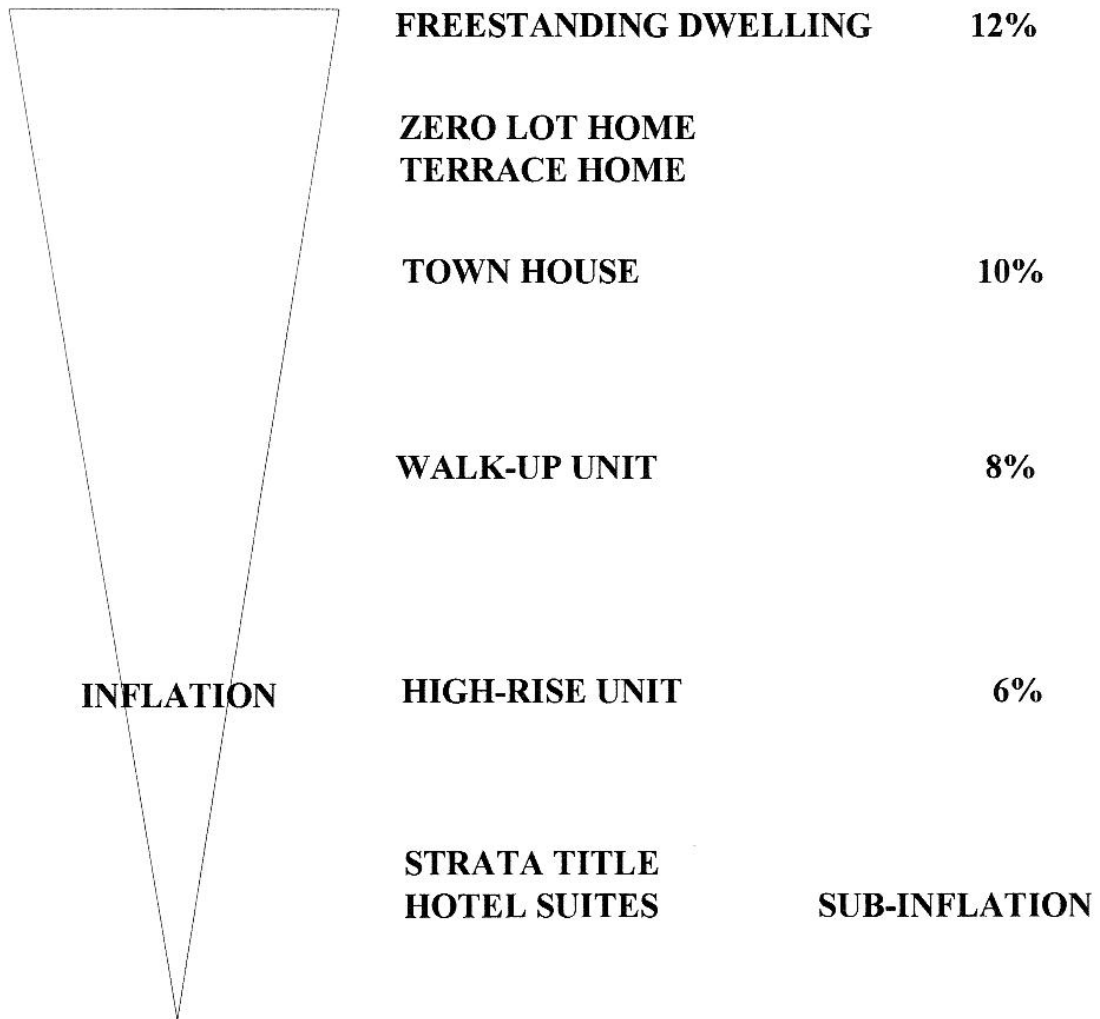 FREESTANDING DWELLING 12%
ZERO LOT HOME
TERRACE HOME
TOWN HOUSE 10%
WALK-UP UNIT 8%
INFLATION HIGH-RISE UNIT 6%
STRATA TITLE
HOTEL SUITES SUB-INFLATION